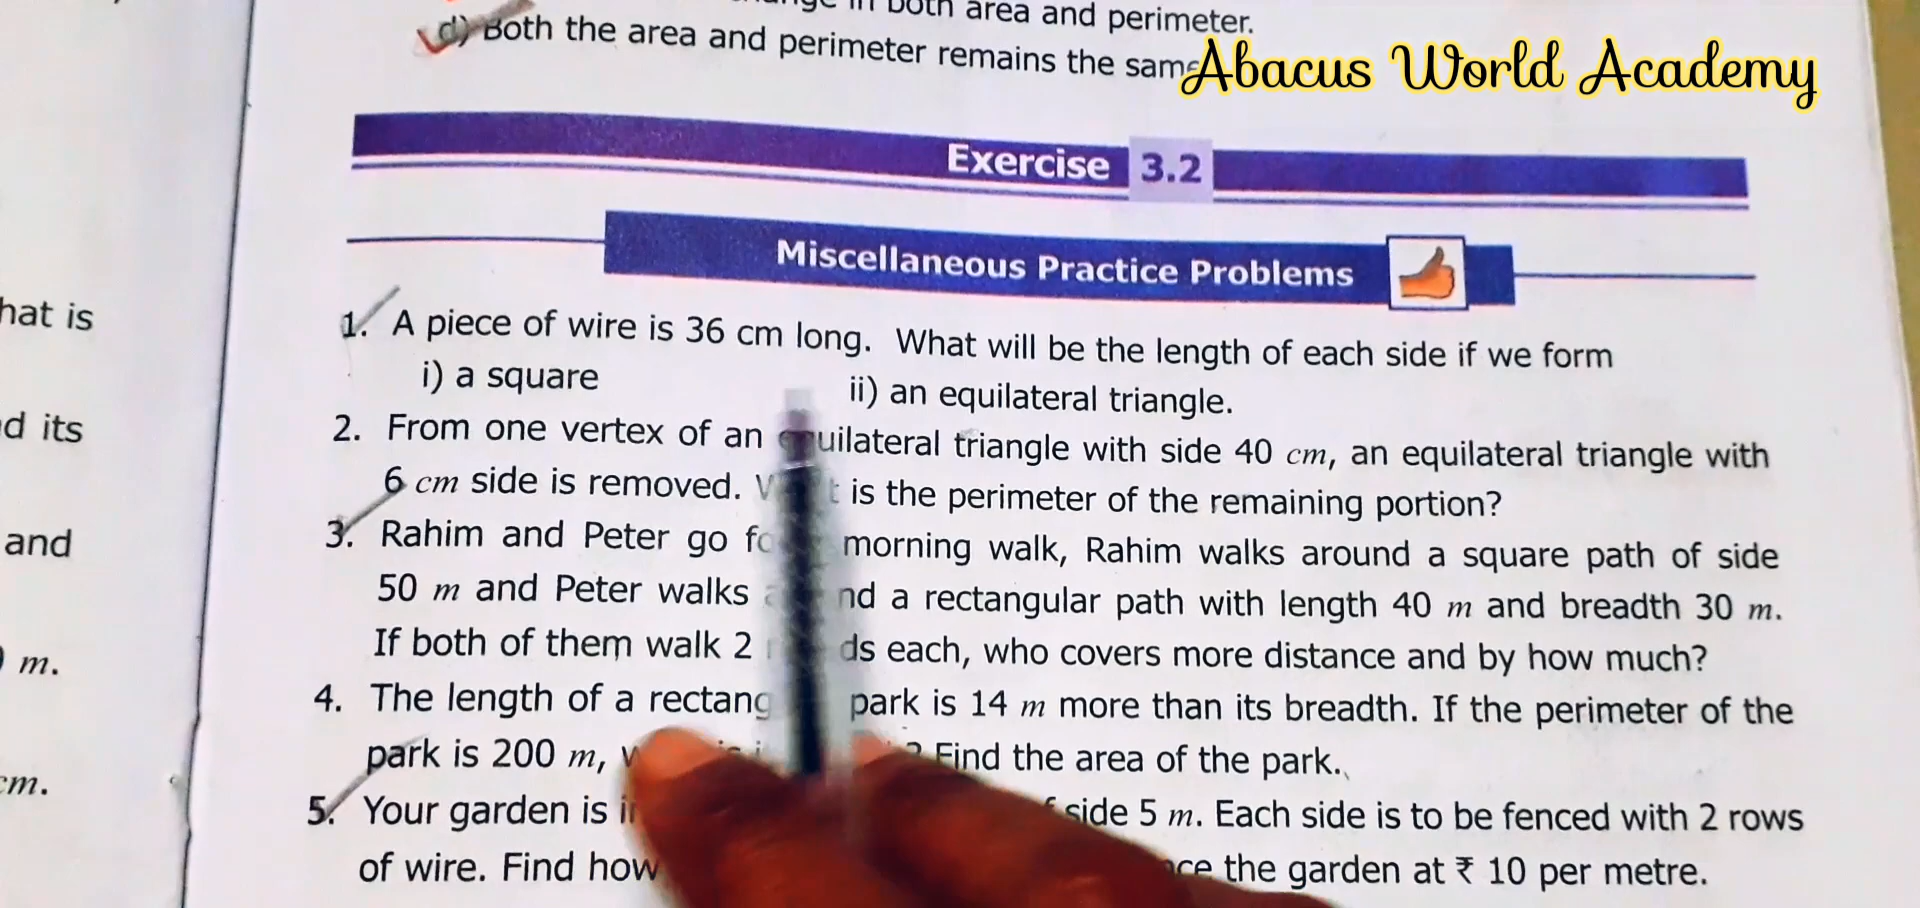 in both area and perimeter.
d) Both the area and perimeter remains the same
Abacus World Academy
Exercise 3.2
Miscellaneous Practice Problems
hat is
1. A piece of wire is 36 cm long. What will be the length of each side if we form
i) a square ii) an equilateral triangle.
d its
2. From one vertex of an equilateral triangle with side 40 cm, an equilateral triangle with
6 cm side is removed. is the perimeter of the remaining portion?
and
3. Rahim and Peter go morning walk, Rahim walks around a square path of side
50 m and Peter walks a rectangular path with length 40 m and breadth 30 m.
If both of them walk 2 each, who covers more distance and by how much?
m.
4. The length of a park is 14 m more than its breadth. If the perimeter of the
park is 200 m, ? Find the area of the park.
cm.
5. Your garden is side 5 m. Each side is to be fenced with 2 rows
of wire. Find how the garden at ₹ 10 per metre.